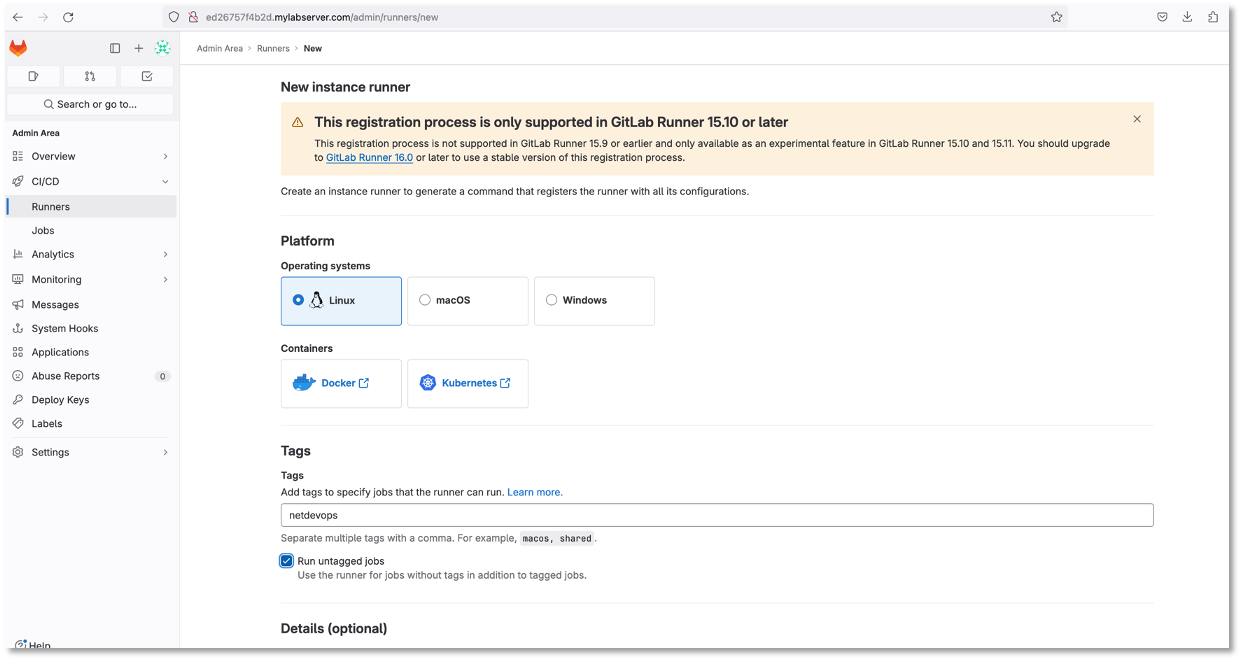 ed26757f4b2d.mylabserver.com/admin/runners/new
Admin Area > Runners > New
Search or go to...
Admin Area
Overview
CI/CD
Runners
Jobs
Analytics
Monitoring
Messages
System Hooks
Applications
Abuse Reports 0
Deploy Keys
Labels
Settings
Help
New instance runner
This registration process is only supported in GitLab Runner 15.10 or later
This registration process is not supported in GitLab Runner 15.9 or earlier and only available as an experimental feature in GitLab Runner 15.10 and 15.11. You should upgrade
to GitLab Runner 16.0 or later to use a stable version of this registration process.
Create an instance runner to generate a command that registers the runner with all its configurations.
Platform
Operating systems
Linux macOS Windows
Containers
Docker Kubernetes
Tags
Tags
Add tags to specify jobs that the runner can run. Learn more.
netdevops
Separate multiple tags with a comma. For example, macos, shared.
Run untagged jobs
Use the runner for jobs without tags in addition to tagged jobs.
Details (optional)